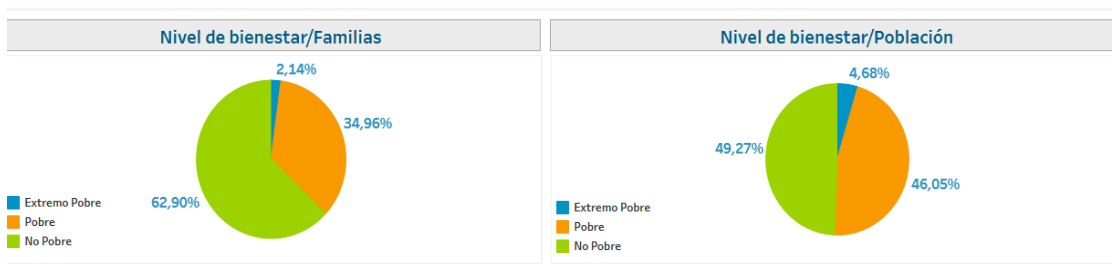 Nivel de bienestar/Familias
2,14%
34,96%
62,90%
Extremo Pobre
Pobre
No Pobre
Nivel de bienestar/Población
4,68%
49,27%
46,05%
Extremo Pobre
Pobre
No Pobre